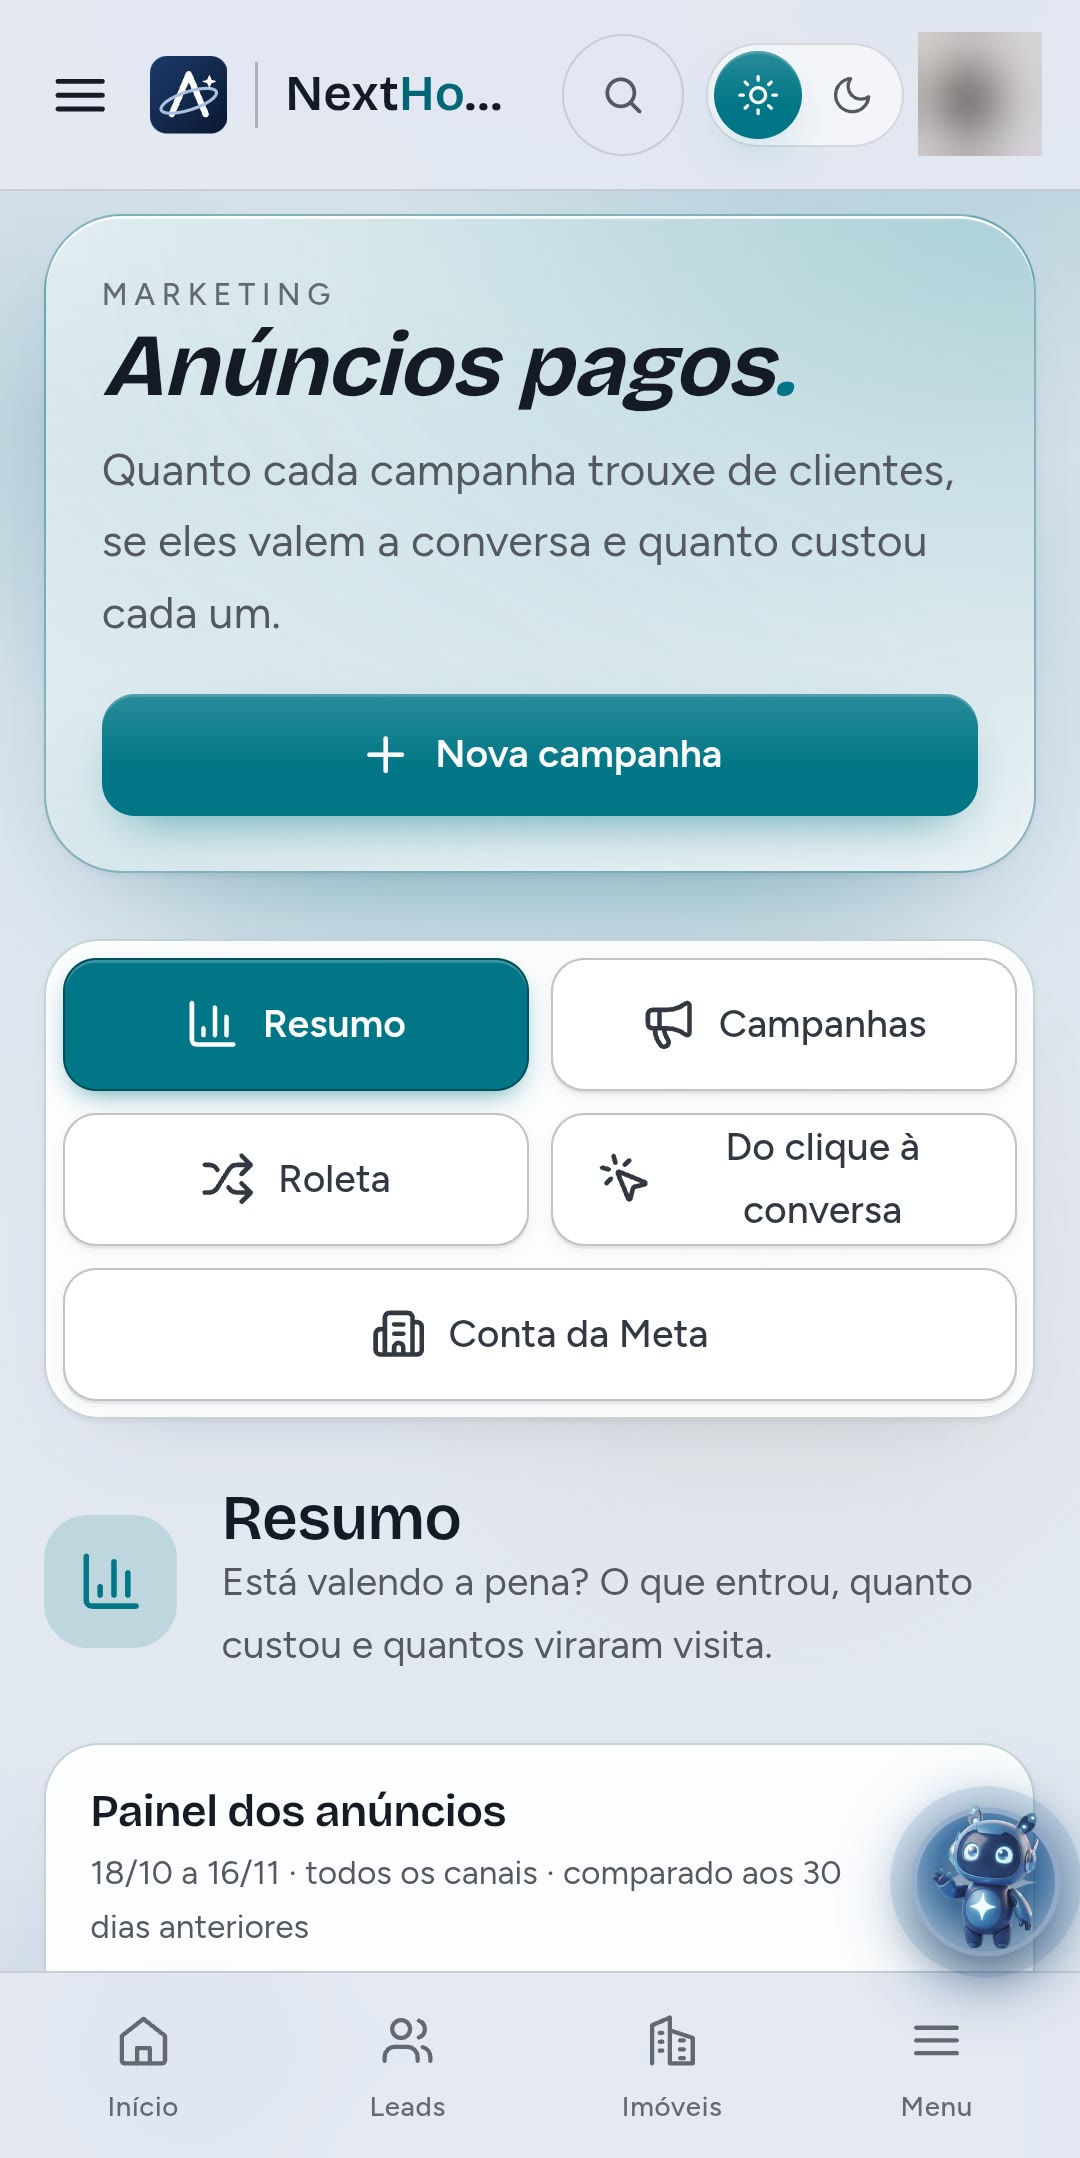 NextHo...
MARKETING
Anúncios pagos.
Quanto cada campanha trouxe de clientes,
se eles valem a conversa e quanto custou
cada um.
Nova campanha
Resumo
Campanhas
Roleta
Do clique à
conversa
Conta da Meta
Resumo
Está valendo a pena? O que entrou, quanto
custou e quantos viraram visita.
Painel dos anúncios
18/10 a 16/11 · todos os canais · comparado aos 30
dias anteriores
Início
Leads
Imóveis
Menu